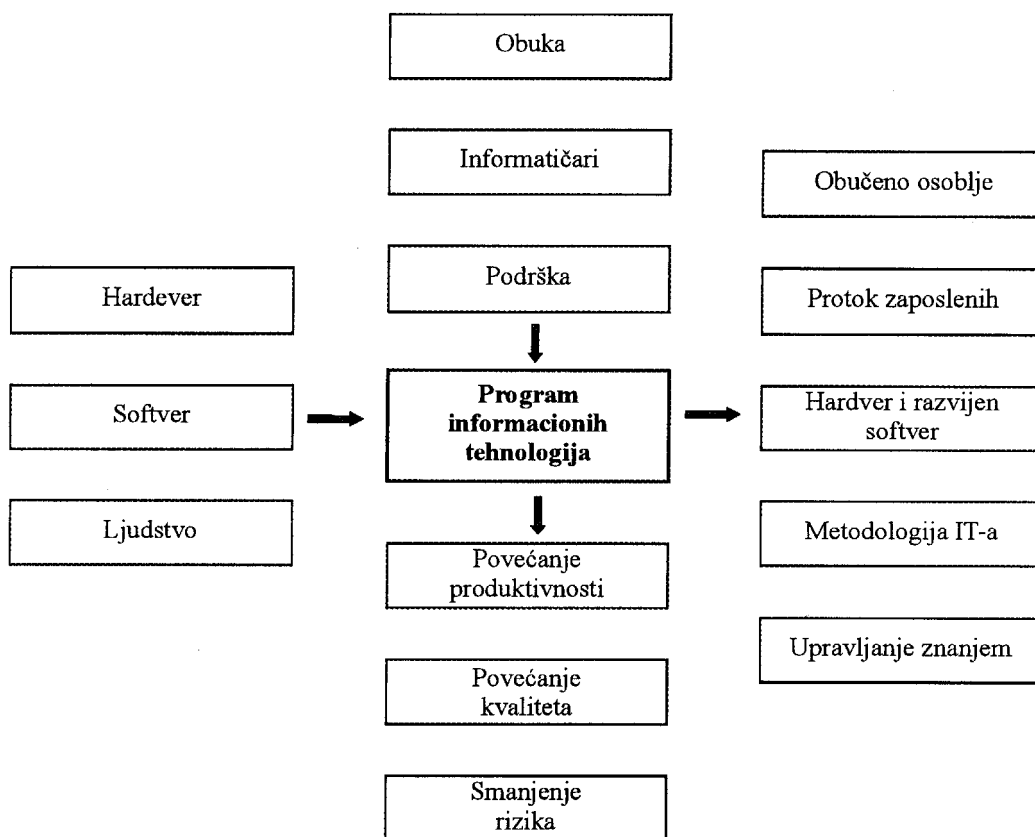 Obuka
Informatičari
Podrška
Hardever
Softver
Ljudstvo
Program
informacionih
tehnologija
Povećanje
produktivnosti
Povećanje
kvaliteta
Smanjenje
rizika
Obučeno osoblje
Protok zaposlenih
Hardver i razvijen
softver
Metodologija IT-a
Upravljanje znanjem